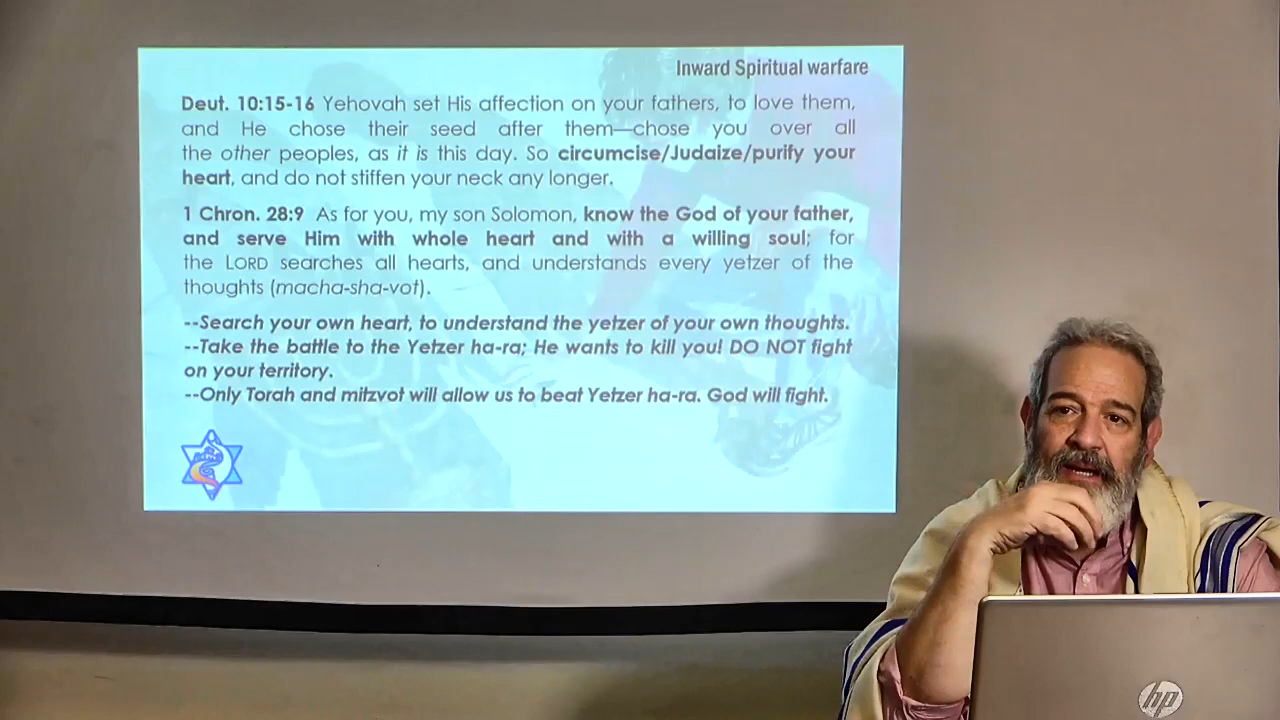 Inward Spiritual warfare
Deut. 10:15-16 Yehovah set His affection on your fathers, to love them,
and He chose their seed after them—chose you over all
the other peoples, as it is this day. So circumcise/Judaize/purify your
heart, and do not stiffen your neck any longer.
1 Chron. 28:9 As for you, my son Solomon, know the God of your father,
and serve Him with whole heart and with a willing soul; for
the LORD searches all hearts, and understands every yetzer of the
thoughts (macha-sha-vot).
--Search your own heart, to understand the yetzer of your own thoughts.
--Take the battle to the Yetzer ha-ra; He wants to kill you! DO NOT fight
on your territory.
--Only Torah and mitzvot will allow us to beat Yetzer ha-ra. God will fight.
hp